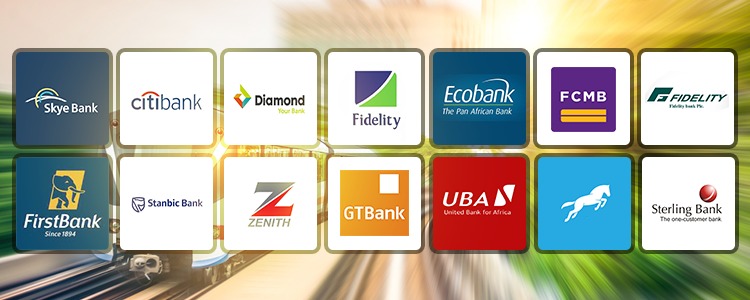 Skye Bank
citibank
Diamond
Your Bank
Fidelity
Ecobank
The Pan African Bank
FCMB
FIDELITY
Fidelity Bank Plc.
FirstBank
Since 1894
Stanbic Bank
ZENITH
GTBank
UBA
United Bank for Africa
Sterling Bank
The one-customer bank